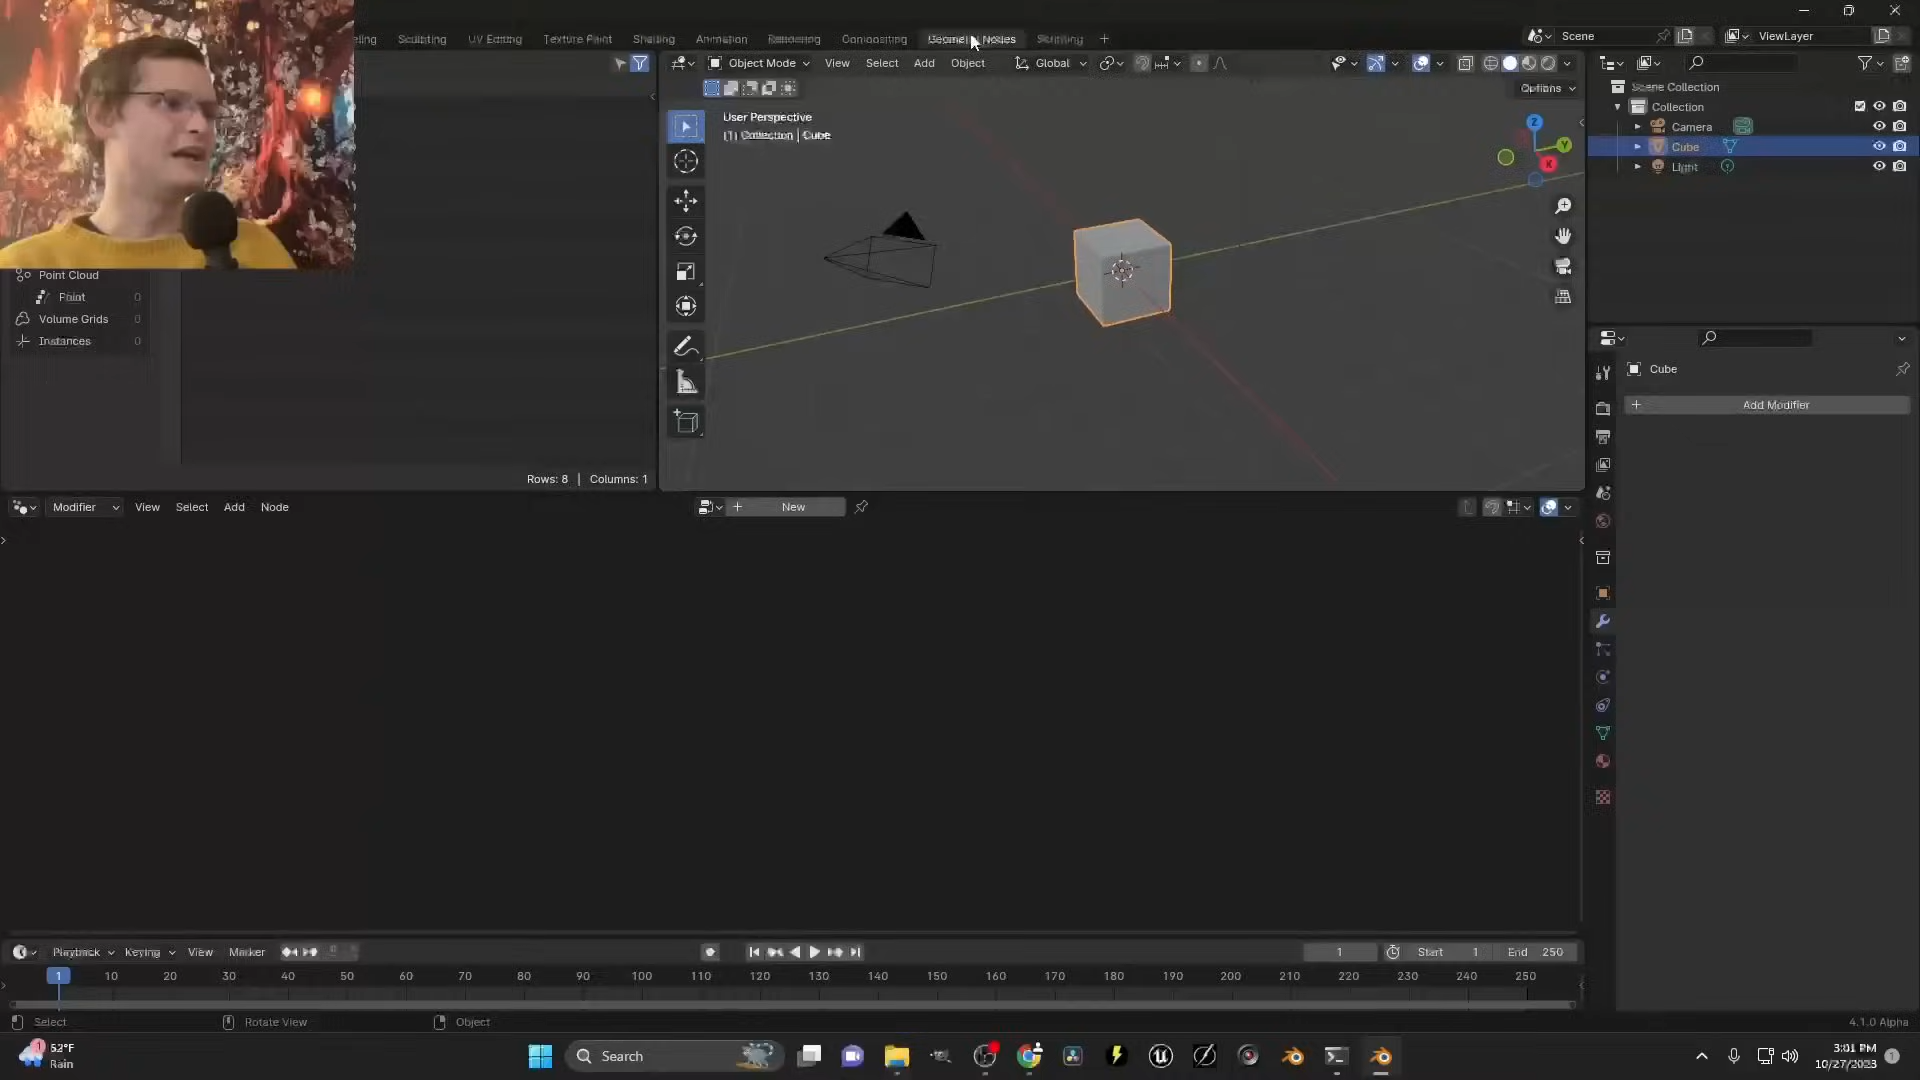 Sculpting UV Editing Texture Paint Shading Animation Rendering Compositing Geometry Nodes Scripting
Scene ViewLayer
Object Mode View Select Add Object Global
Options
User Perspective
(1) Collection | Cube
Scene Collection
Collection
Camera
Cube
Light
Point Cloud
Point 0
Volume Grids 0
Instances 0
Rows: 8 | Columns: 1
Cube
Add Modifier
Modifier View Select Add Node
New
Playback Keying View Marker
1 Start 1 End 250
1 10 20 30 40 50 60 70 80 90 100 110 120 130 140 150 160 170 180 190 200 210 220 230 240 250
Select Rotate View Object
4.1.0 Alpha
52°F
Rain
Search
3:01 PM
10/27/2023